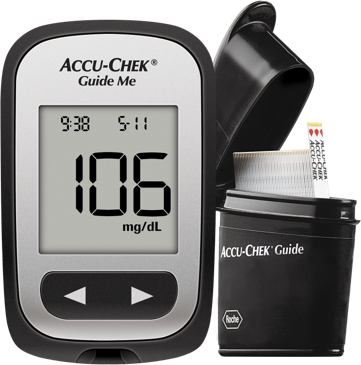 ACCU-CHEK®
Guide Me
9:38 5-11
106
mg/dL
ACCU-CHEK® Guide
Roche